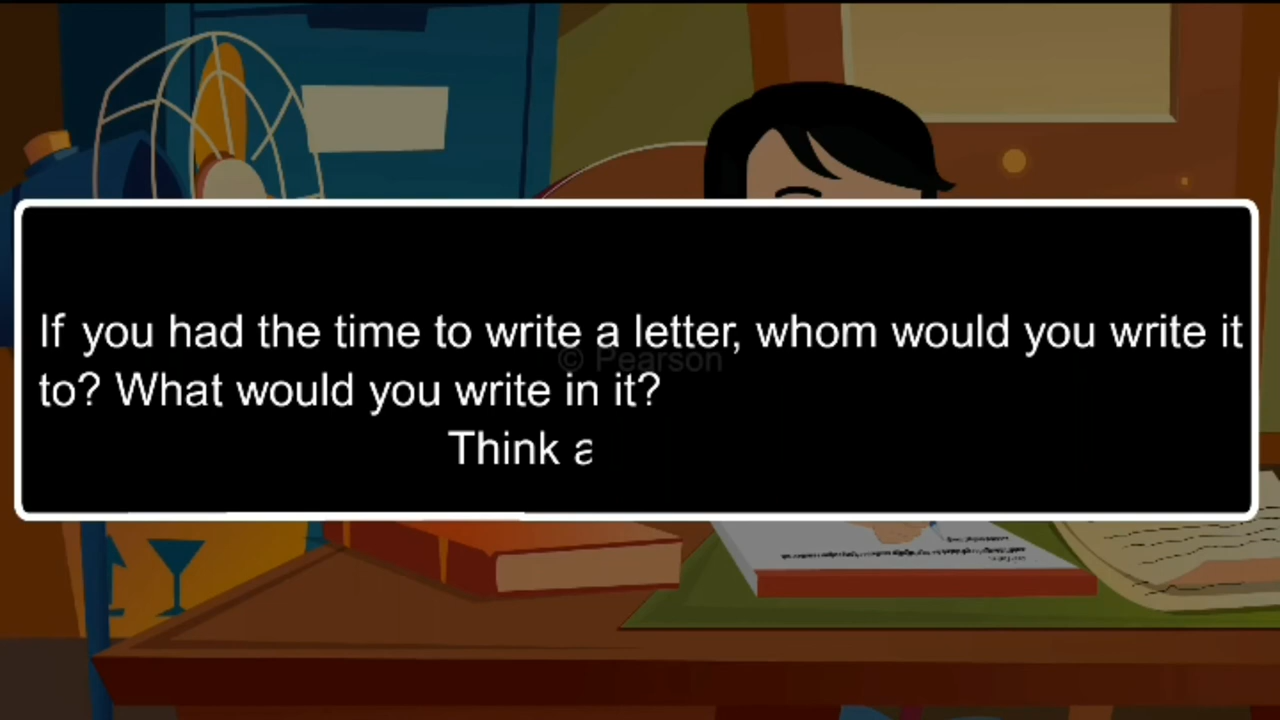 If you had the time to write a letter, whom would you write it
© Pearson
to? What would you write in it?
Think a